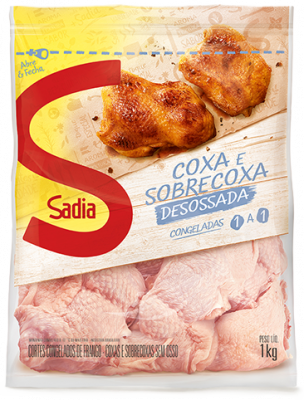 Abre
& Fecha
S
Sadia
COXA E
SOBRECOXA
DESOSSADA
CONGELADAS 1 A 1
CORTES CONGELADOS DE FRANGO - COXAS E SOBRECOXAS SEM OSSO
PESO LÍQ.
1kg